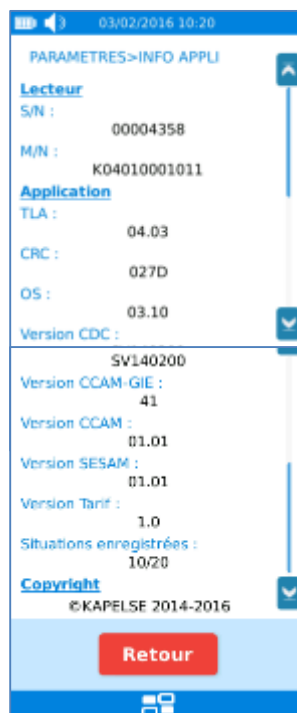 03/02/2016 10:20
PARAMETRES>INFO APPLI
Lecteur
S/N :
00004358
M/N :
K04010001011
Application
TLA :
04.03
CRC :
027D
OS :
03.10
Version CDC :
SV140200
Version CCAM-GIE :
41
Version CCAM :
01.01
Version SESAM :
01.01
Version Tarif :
1.0
Situations enregistrées :
10/20
Copyright
©KAPELSE 2014-2016
Retour